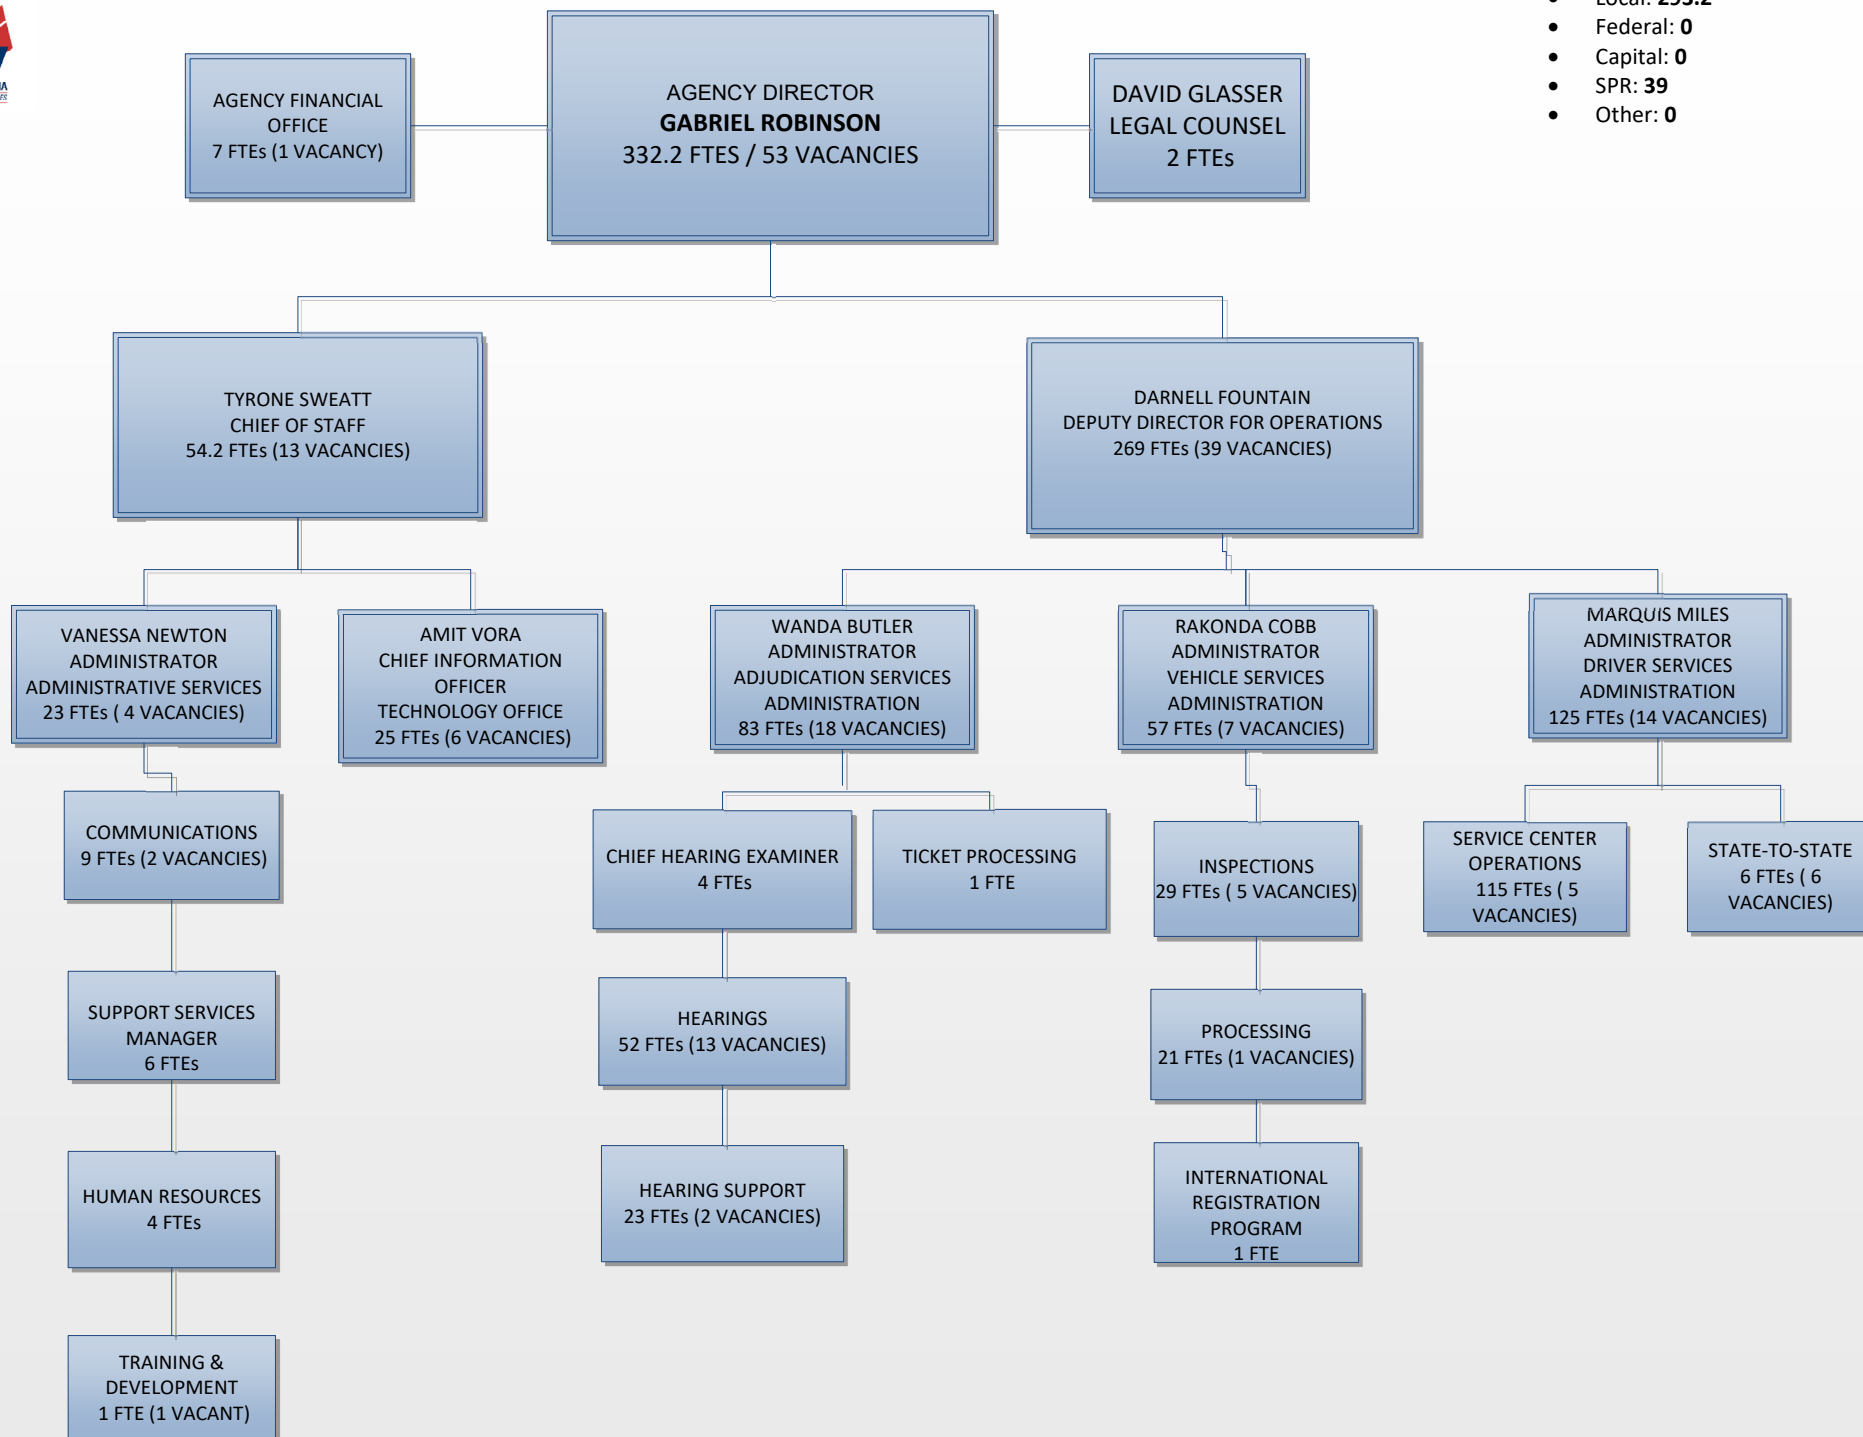 Local: 293.2
• Federal: 0
• Capital: 0
• SPR: 39
• Other: 0
AGENCY FINANCIAL
OFFICE
7 FTEs (1 VACANCY)
AGENCY DIRECTOR
GABRIEL ROBINSON
332.2 FTES / 53 VACANCIES
DAVID GLASSER
LEGAL COUNSEL
2 FTEs
TYRONE SWEATT
CHIEF OF STAFF
54.2 FTEs (13 VACANCIES)
DARNELL FOUNTAIN
DEPUTY DIRECTOR FOR OPERATIONS
269 FTEs (39 VACANCIES)
VANESSA NEWTON
ADMINISTRATOR
ADMINISTRATIVE SERVICES
23 FTEs ( 4 VACANCIES)
AMIT VORA
CHIEF INFORMATION
OFFICER
TECHNOLOGY OFFICE
25 FTEs (6 VACANCIES)
WANDA BUTLER
ADMINISTRATOR
ADJUDICATION SERVICES
ADMINISTRATION
83 FTEs (18 VACANCIES)
RAKONDA COBB
ADMINISTRATOR
VEHICLE SERVICES
ADMINISTRATION
57 FTEs (7 VACANCIES)
MARQUIS MILES
ADMINISTRATOR
DRIVER SERVICES
ADMINISTRATION
125 FTEs (14 VACANCIES)
COMMUNICATIONS
9 FTEs (2 VACANCIES)
SUPPORT SERVICES
MANAGER
6 FTEs
HUMAN RESOURCES
4 FTEs
TRAINING &
DEVELOPMENT
1 FTE (1 VACANT)
CHIEF HEARING EXAMINER
4 FTEs
TICKET PROCESSING
1 FTE
HEARINGS
52 FTEs (13 VACANCIES)
HEARING SUPPORT
23 FTEs (2 VACANCIES)
INSPECTIONS
29 FTEs ( 5 VACANCIES)
PROCESSING
21 FTEs (1 VACANCIES)
INTERNATIONAL
REGISTRATION
PROGRAM
1 FTE
SERVICE CENTER
OPERATIONS
115 FTEs ( 5
VACANCIES)
STATE-TO-STATE
6 FTEs ( 6
VACANCIES)